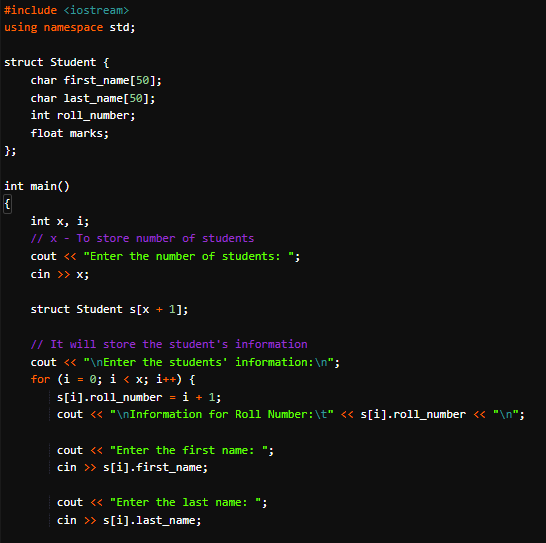 #include <iostream>
using namespace std;
struct Student {
char first_name[50];
char last_name[50];
int roll_number;
float marks;
};
int main()
{
int x, i;
// x - To store number of students
cout << "Enter the number of students: ";
cin >> x;
struct Student s[x + 1];
// It will store the student's information
cout << "\nEnter the students' information:\n";
for (i = 0; i < x; i++) {
s[i].roll_number = i + 1;
cout << "\nInformation for Roll Number:\t" << s[i].roll_number << "\n";
cout << "Enter the first name: ";
cin >> s[i].first_name;
cout << "Enter the last name: ";
cin >> s[i].last_name;